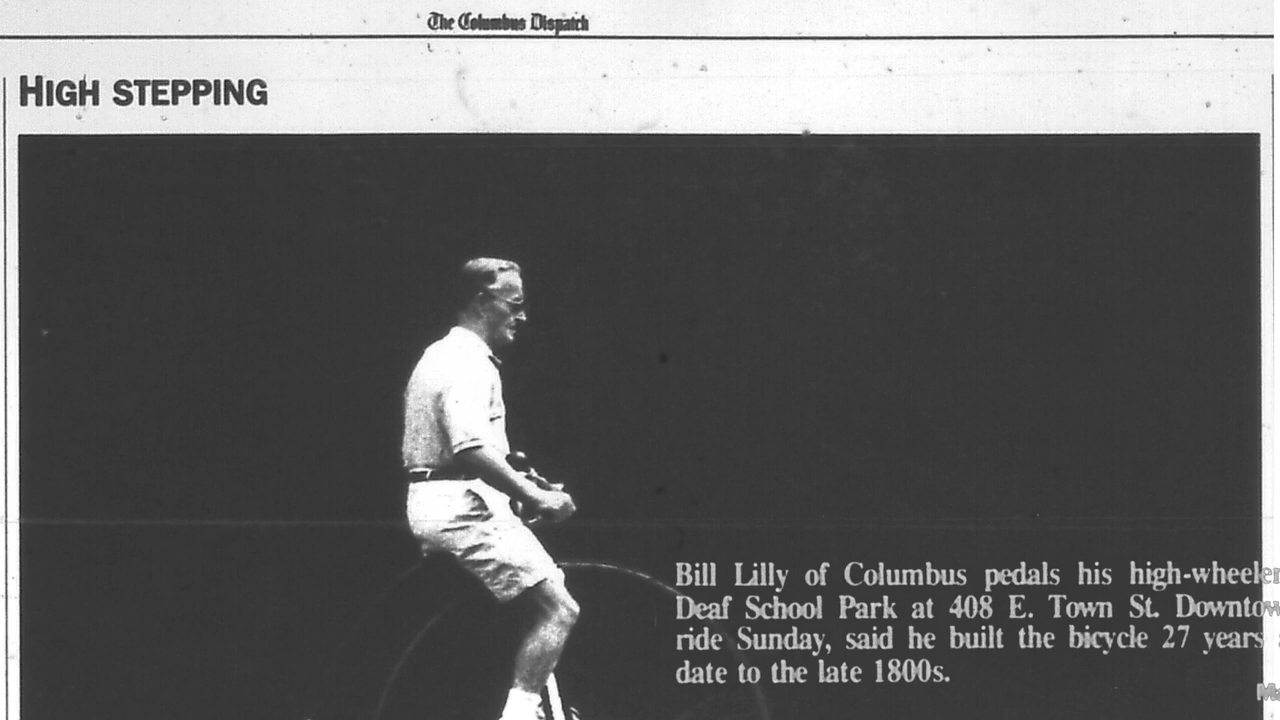 The Columbus Dispatch
HIGH STEPPING
Bill Lilly of Columbus pedals his high-wheeler
Deaf School Park at 408 E. Town St. Downtow
ride Sunday, said he built the bicycle 27 years
date to the late 1800s.